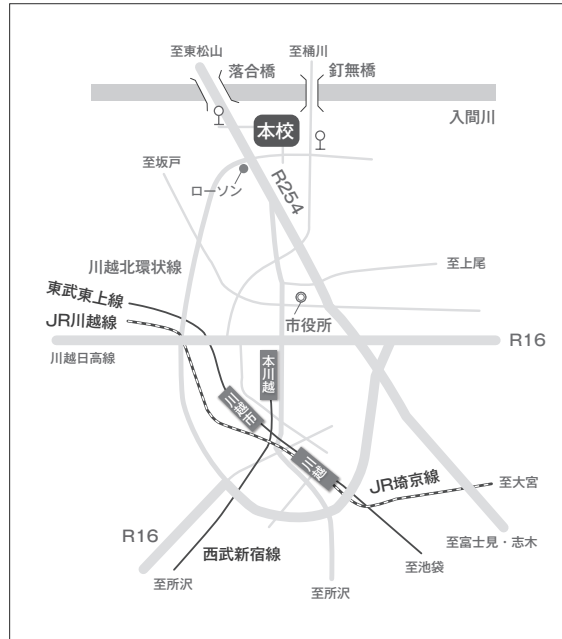 至東松山
至桶川
落合橋
釘無橋
入間川
本校
至坂戸
ローソン
R254
川越北環状線
至上尾
東武東上線
市役所
JR川越線
R16
川越日高線
本川越
川越市
川越
JR埼京線
至大宮
R16
至富士見・志木
西武新宿線
至池袋
至所沢
至所沢